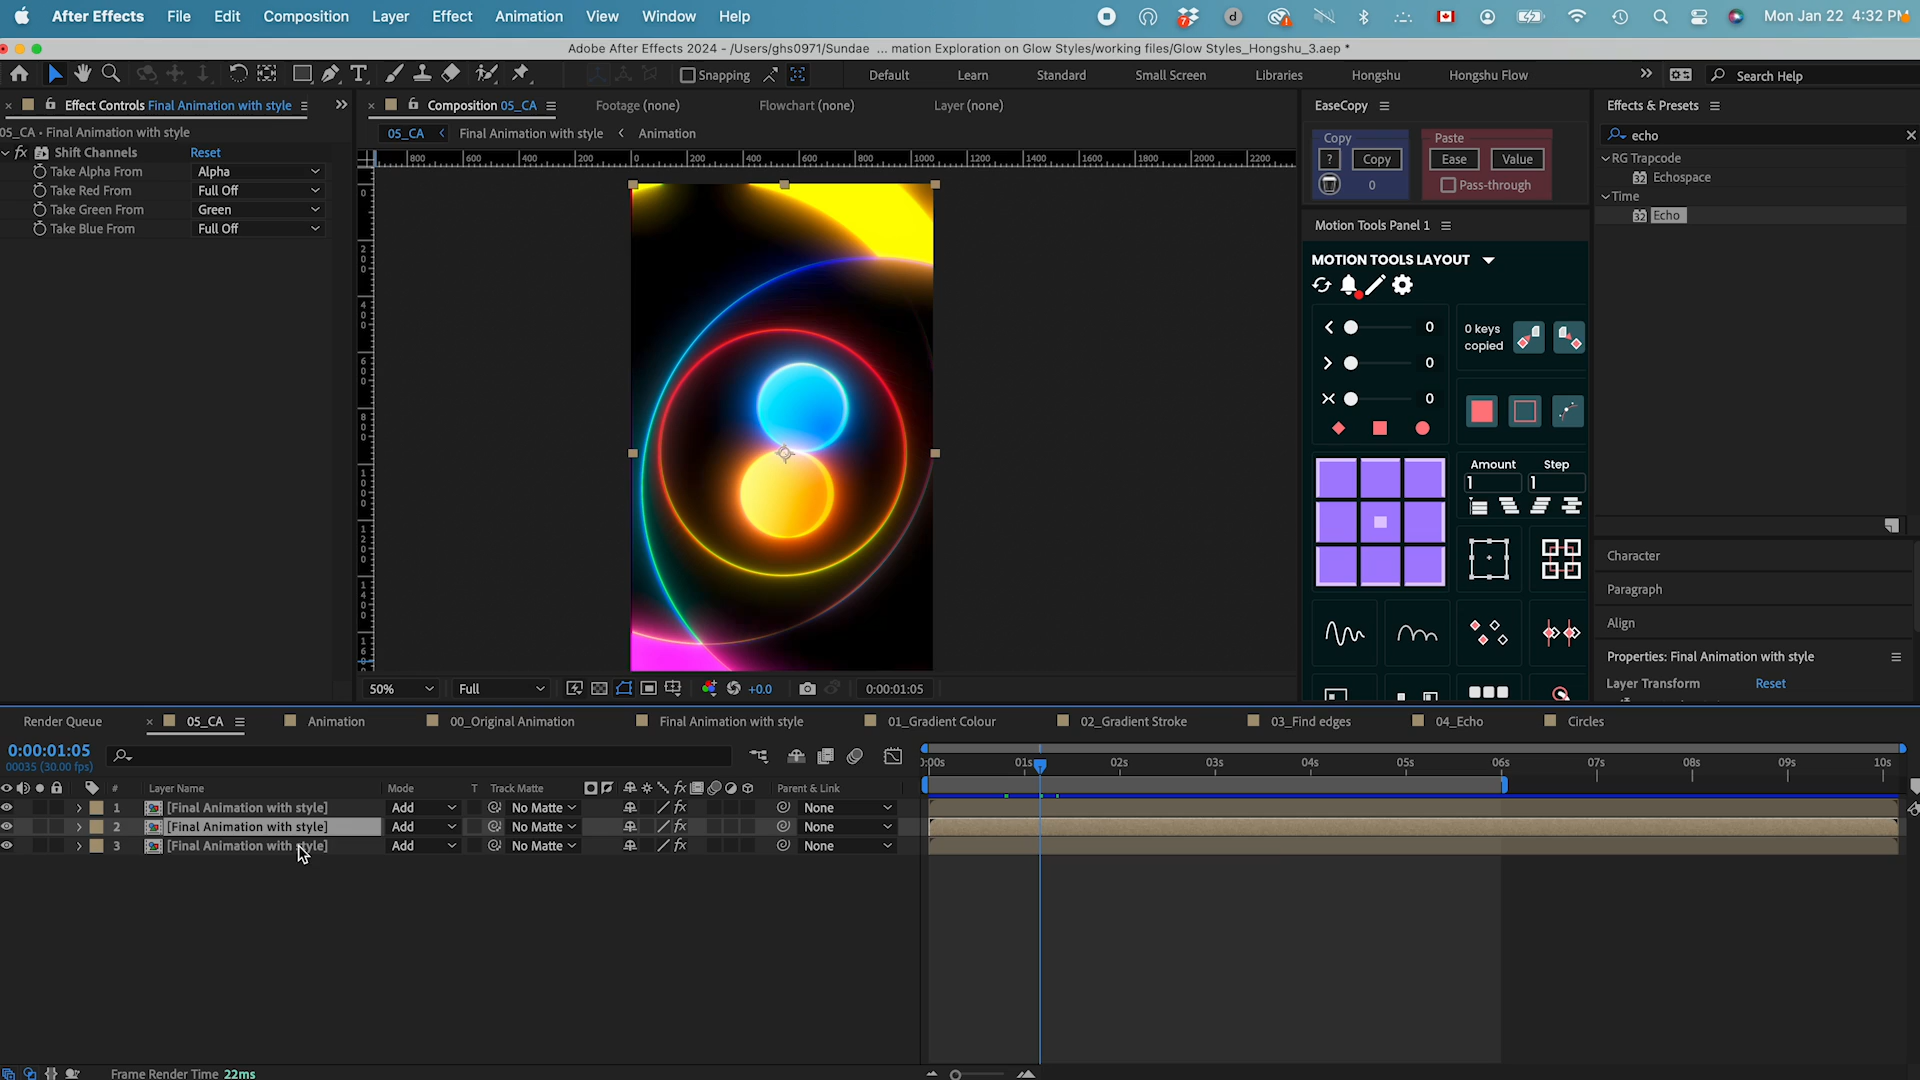 After Effects File Edit Composition Layer Effect Animation View Window Help Mon Jan 22 4:32 PM
Adobe After Effects 2024 - /Users/ghs0971/Sundae ... mation Exploration on Glow Styles/working files/Glow Styles_Hongshu_3.aep *
Snapping Default Learn Standard Small Screen Libraries Hongshu Hongshu Flow Search Help
Effect Controls Final Animation with style
Composition 05_CA Footage (none) Flowchart (none) Layer (none)
EaseCopy
Effects & Presets
05_CA • Final Animation with style
05_CA Final Animation with style Animation
Shift Channels Reset
Take Alpha From Alpha
Take Red From Full Off
Take Green From Green
Take Blue From Full Off
800 600 400 200 0 200 400 600 800 1000 1200 1400 1600 1800 2000 2200
Copy Paste
? Copy Ease Value
0 Pass-through
echo
RG Trapcode
Echospace
Time
Echo
Motion Tools Panel 1
MOTION TOOLS LAYOUT
0
0 keys
copied
0
0
Amount Step
1 1
Character
Paragraph
Align
Properties: Final Animation with style
Layer Transform Reset
50% Full +0.0 0:00:01:05
Render Queue 05_CA Animation 00_Original Animation Final Animation with style 01_Gradient Colour 02_Gradient Stroke 03_Find edges 04_Echo Circles
0:00:01:05
00035 (30.00 fps)
:00s 01s 02s 03s 04s 05s 06s 07s 08s 09s 10s
# Layer Name Mode T Track Matte Parent & Link
1 [Final Animation with style] Add No Matte None
2 [Final Animation with style] Add No Matte None
3 [Final Animation with style] Add No Matte None
Frame Render Time 22ms